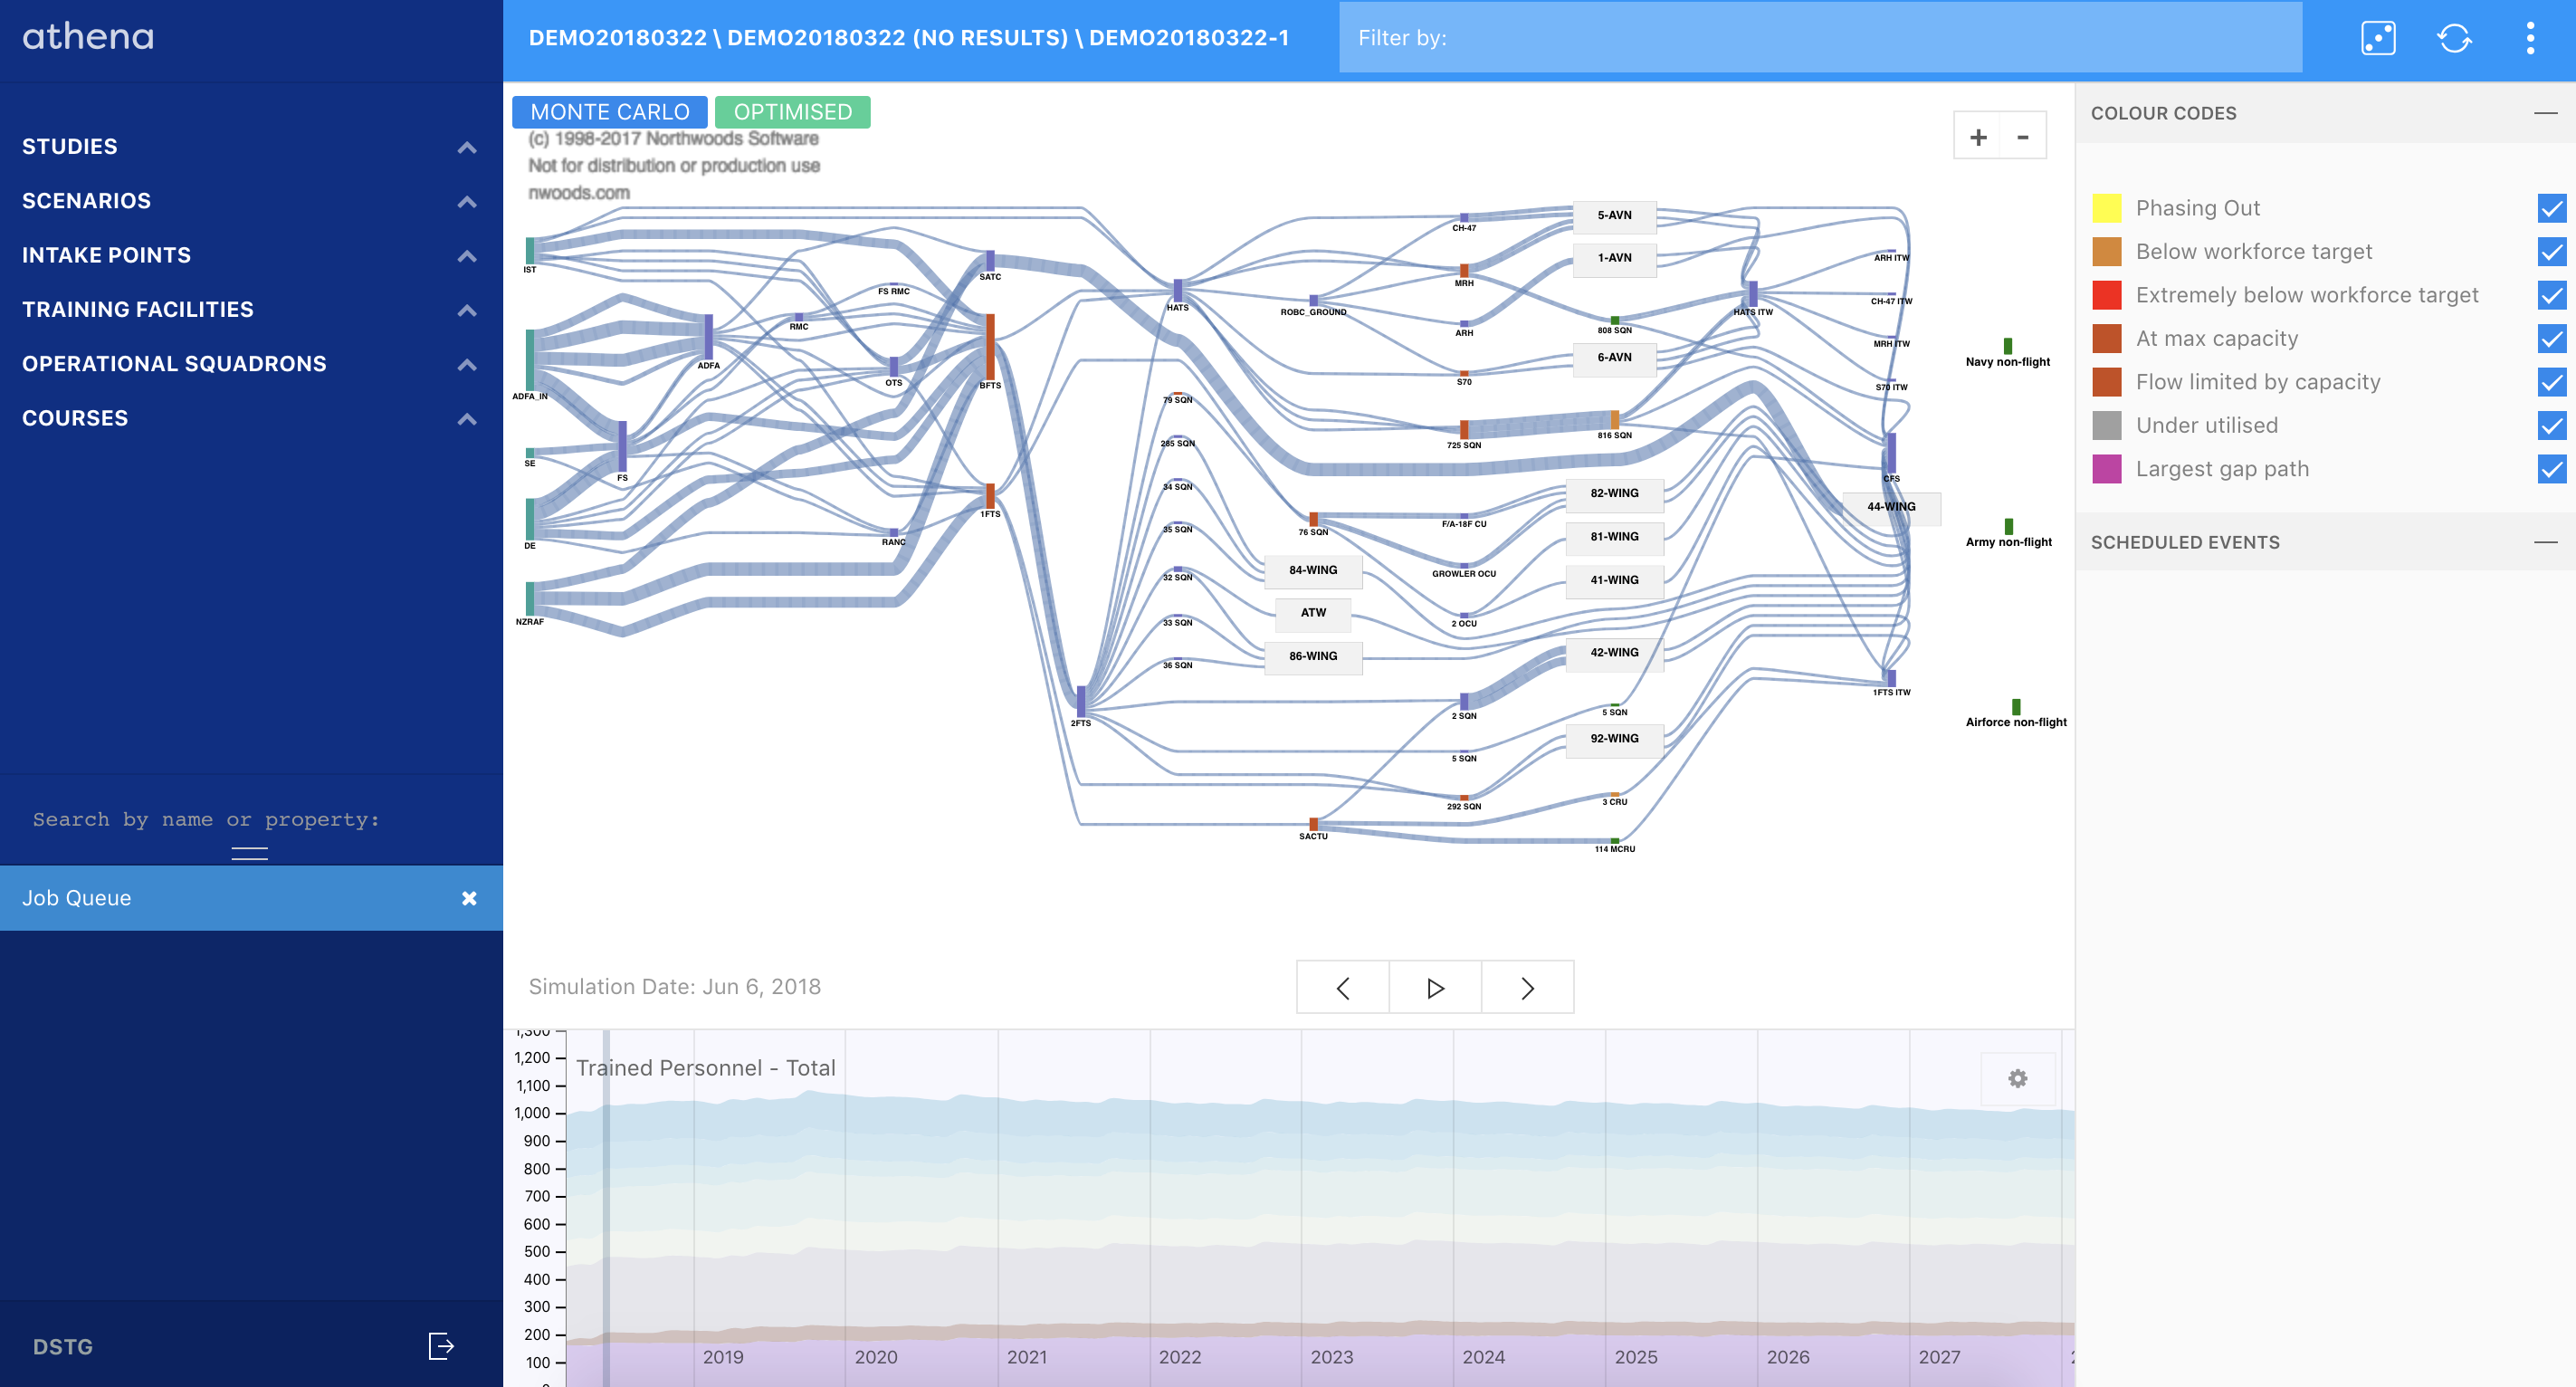 athena
DEMO20180322 \ DEMO20180322 (NO RESULTS) \ DEMO20180322-1
Filter by:
STUDIES
SCENARIOS
INTAKE POINTS
TRAINING FACILITIES
OPERATIONAL SQUADRONS
COURSES
Search by name or property:
Job Queue
DSTG
MONTE CARLO
OPTIMISED
(c) 1998-2017 Northwoods Software
Not for distribution or production use
nwoods.com
+ -
IST
ADFA_IN
SE
DE
NZRAF
FS
ADFA
RMC
FS RMC
OTS
RANC
SATC
BFTS
1FTS
2FTS
HATS
79 SQN
285 SQN
34 SQN
35 SQN
32 SQN
33 SQN
36 SQN
ROBC_GROUND
76 SQN
84-WING
ATW
86-WING
SACTU
CH-47
MRH
ARH
S70
725 SQN
F/A-18F CU
GROWLER OCU
2 OCU
2 SQN
5 SQN
292 SQN
5-AVN
1-AVN
808 SQN
6-AVN
816 SQN
82-WING
81-WING
41-WING
42-WING
5 SQN
92-WING
3 CRU
114 MCRU
HATS ITW
ARH ITW
CH-47 ITW
MRH ITW
S70 ITW
CFS
44-WING
1FTS ITW
Navy non-flight
Army non-flight
Airforce non-flight
Simulation Date: Jun 6, 2018
Trained Personnel - Total
1,300
1,200
1,100
1,000
900
800
700
600
500
400
300
200
100
2019
2020
2021
2022
2023
2024
2025
2026
2027
COLOUR CODES
Phasing Out
Below workforce target
Extremely below workforce target
At max capacity
Flow limited by capacity
Under utilised
Largest gap path
SCHEDULED EVENTS